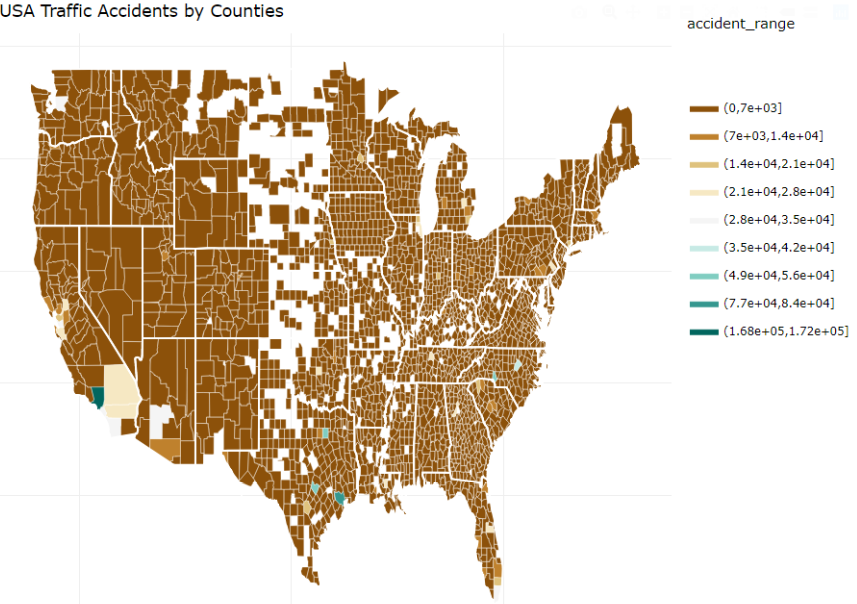 USA Traffic Accidents by Counties
accident_range
(0,7e+03]
(7e+03,1.4e+04]
(1.4e+04,2.1e+04]
(2.1e+04,2.8e+04]
(2.8e+04,3.5e+04]
(3.5e+04,4.2e+04]
(4.9e+04,5.6e+04]
(7.7e+04,8.4e+04]
(1.68e+05,1.72e+05]